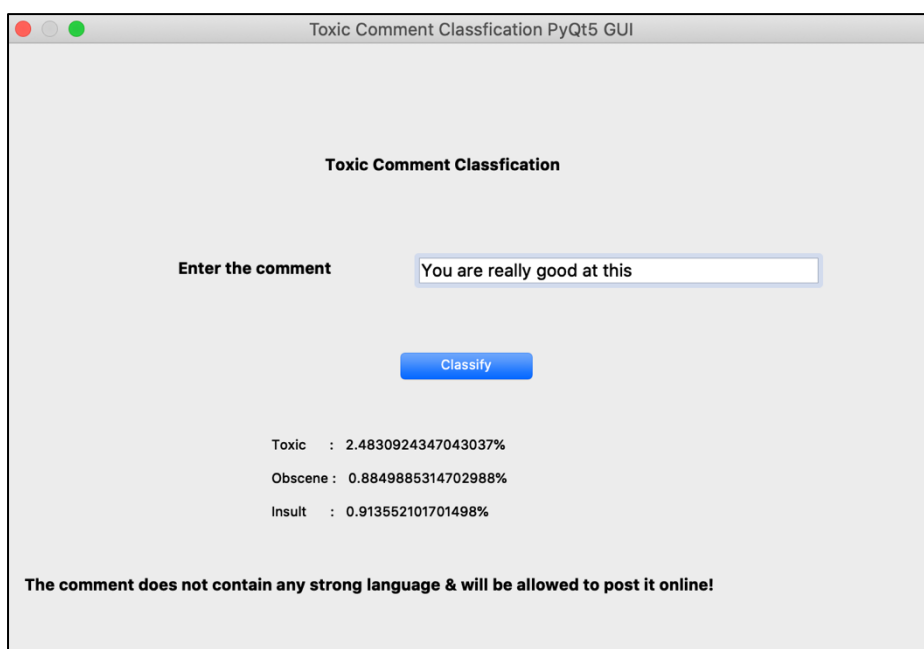 Toxic Comment Classfication PyQt5 GUI
Toxic Comment Classfication
Enter the comment You are really good at this
Classify
Toxic : 2.4830924347043037%
Obscene : 0.8849885314702988%
Insult : 0.913552101701498%
The comment does not contain any strong language & will be allowed to post it online!